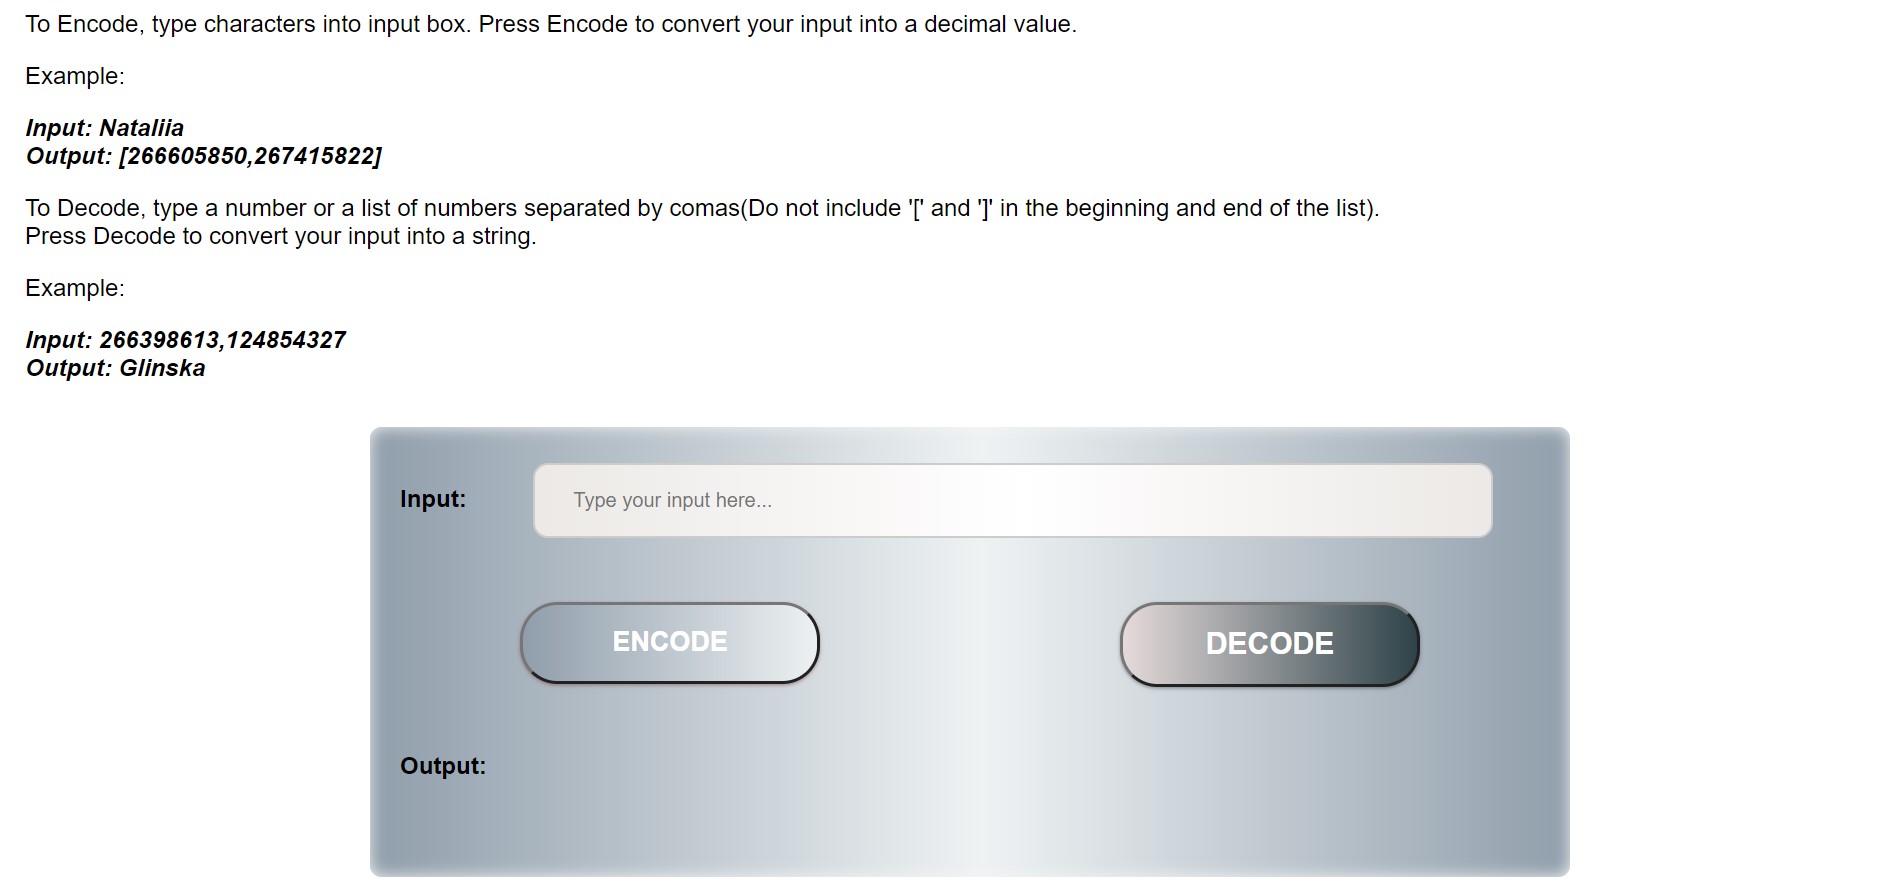 To Encode, type characters into input box. Press Encode to convert your input into a decimal value.
Example:
Input: Nataliia
Output: [266605850,267415822]
To Decode, type a number or a list of numbers separated by comas(Do not include '[' and ']' in the beginning and end of the list).
Press Decode to convert your input into a string.
Example:
Input: 266398613,124854327
Output: Glinska
Input:
Type your input here...
ENCODE
DECODE
Output: